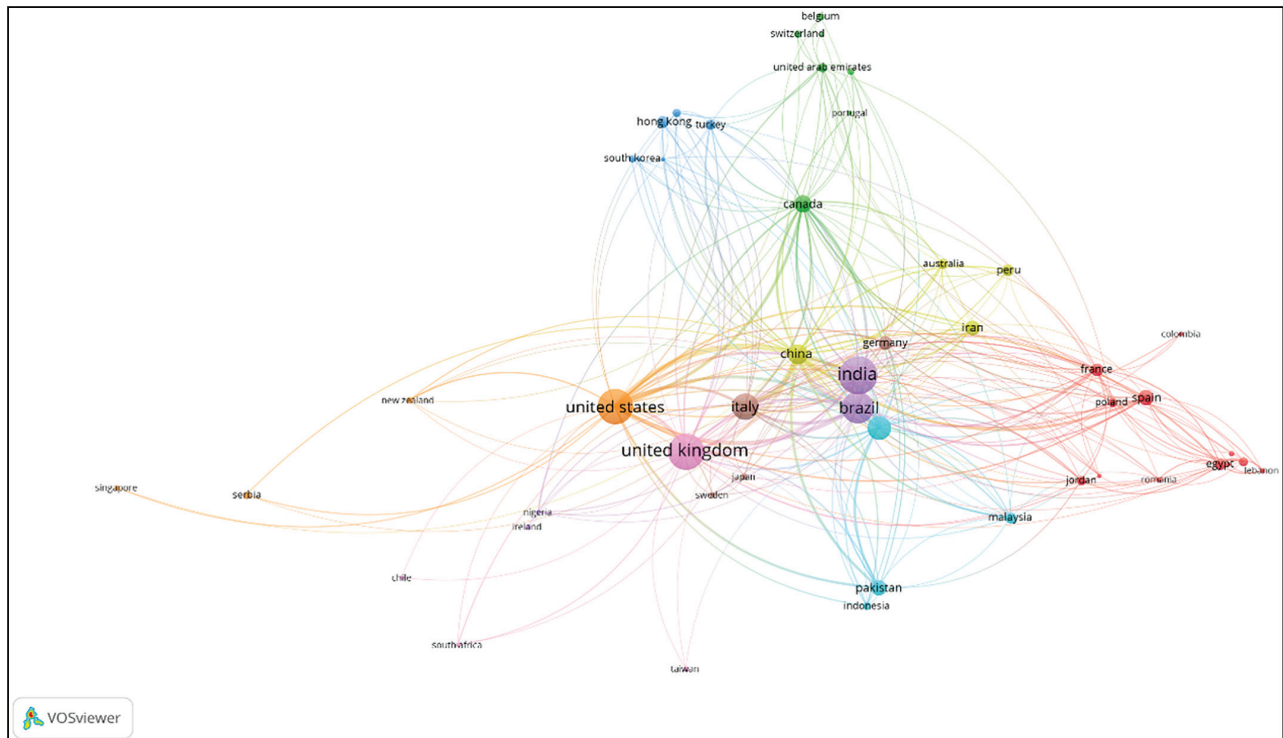 belgium
switzerland
united arab emirates
portugal
hong kong
turkey
south korea
canada
australia
peru
iran
colombia
germany
china
france
india
new zealand
poland
spain
united states
italy
brazil
united kingdom
egypt
lebanon
japan
jordan
romania
singapore
serbia
sweden
nigeria
malaysia
ireland
chile
pakistan
indonesia
south africa
taiwan
VOSviewer